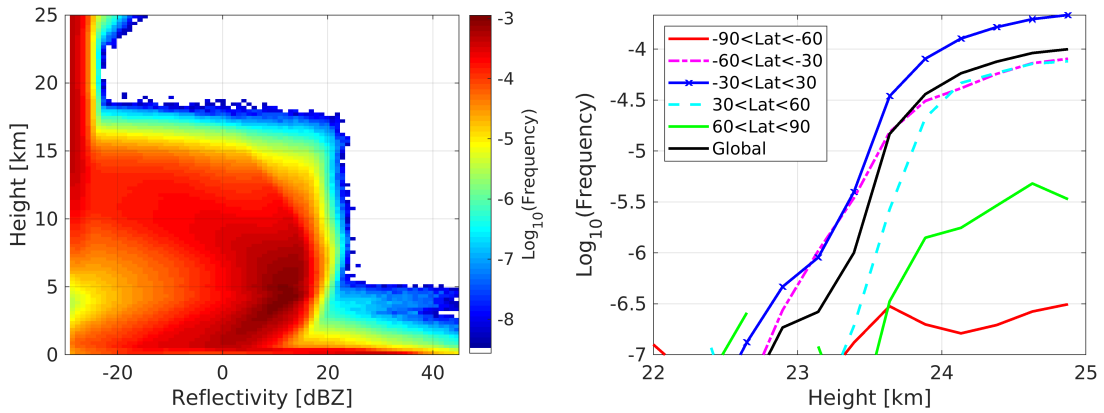 25
20
15
10
5
0
Height [km]
-20
0
20
40
Reflectivity [dBZ]
-3
-4
-5
-6
-7
-8
Log10(Frequency)
-4
-4.5
-5
-5.5
-6
-6.5
-7
Log10(Frequency)
-90<Lat<-60
-60<Lat<-30
-30<Lat<30
30<Lat<60
60<Lat<90
Global
22
23
24
25
Height [km]